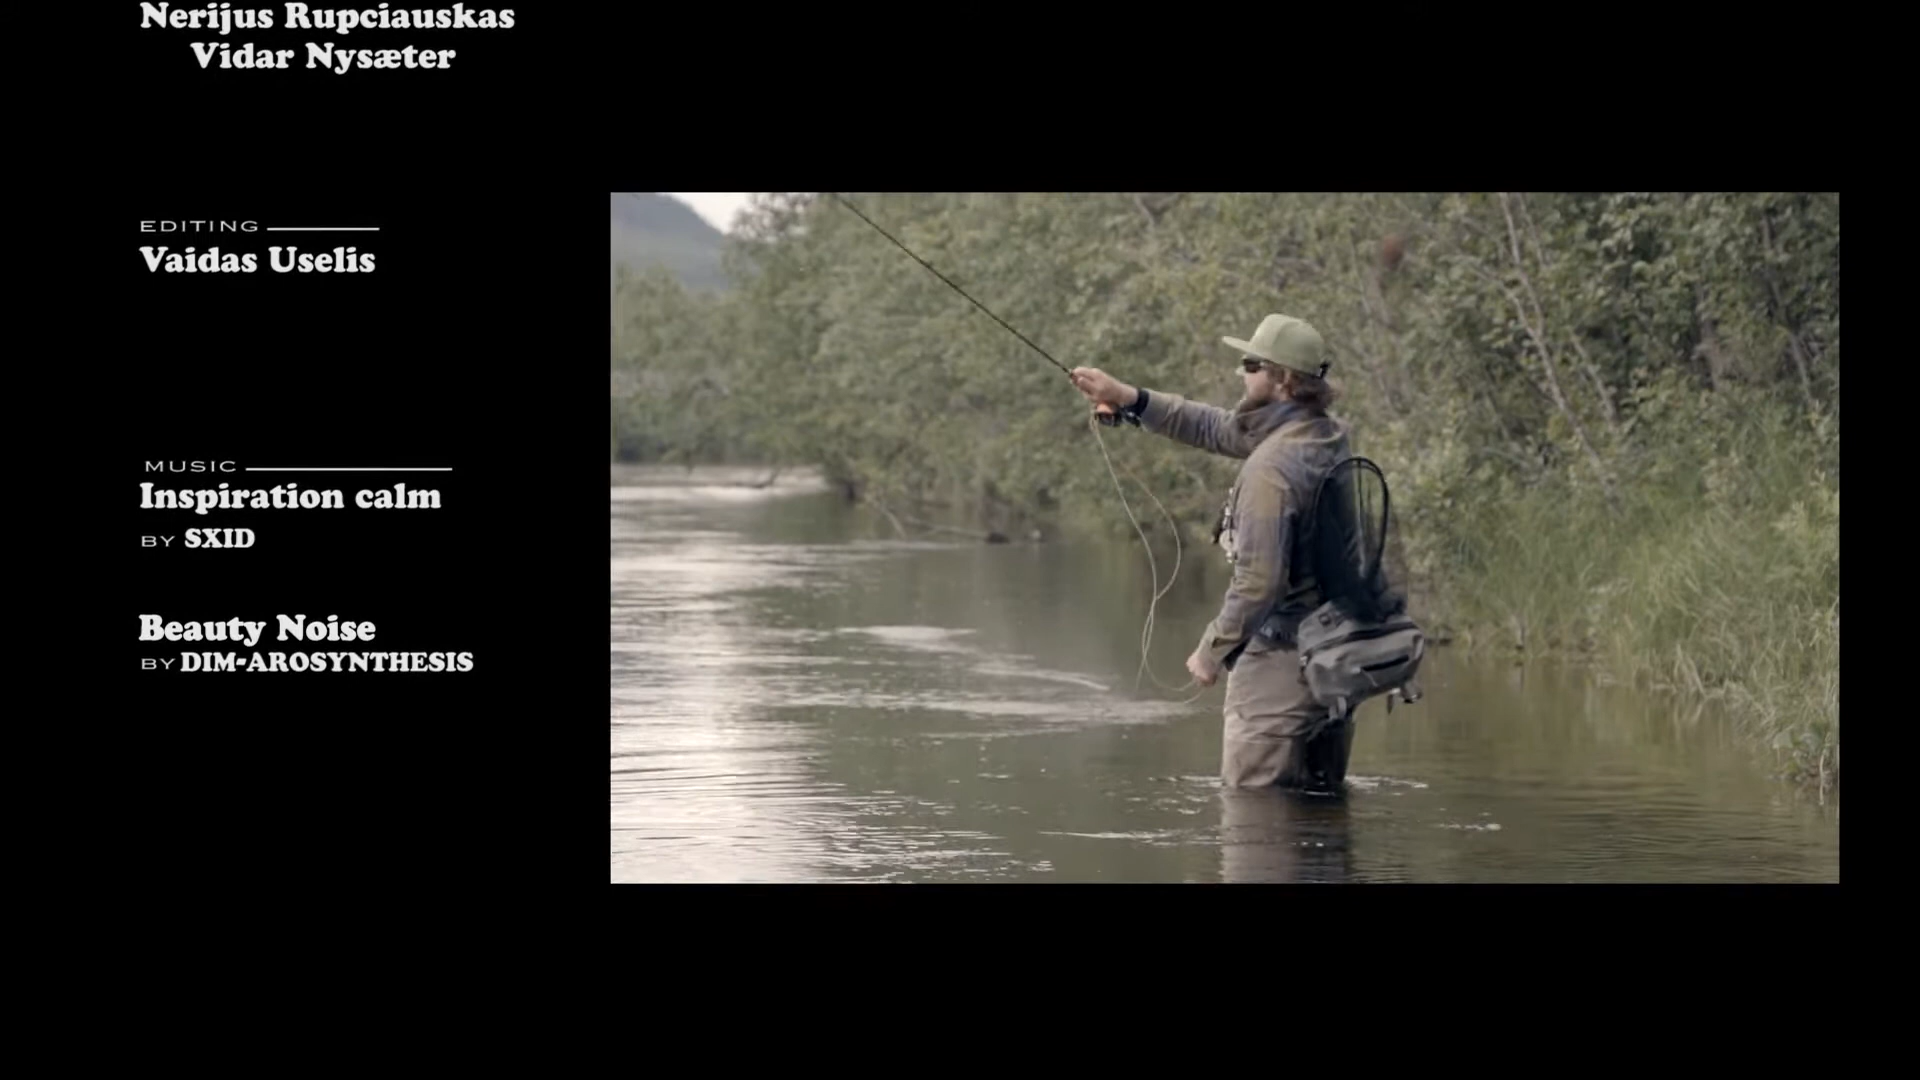 Nerijus Rupciauskas
Vidar Nysæter
EDITING
Vaidas Uselis
MUSIC
Inspiration calm
BY SXID
Beauty Noise
BY DIM-AROSYNTHESIS